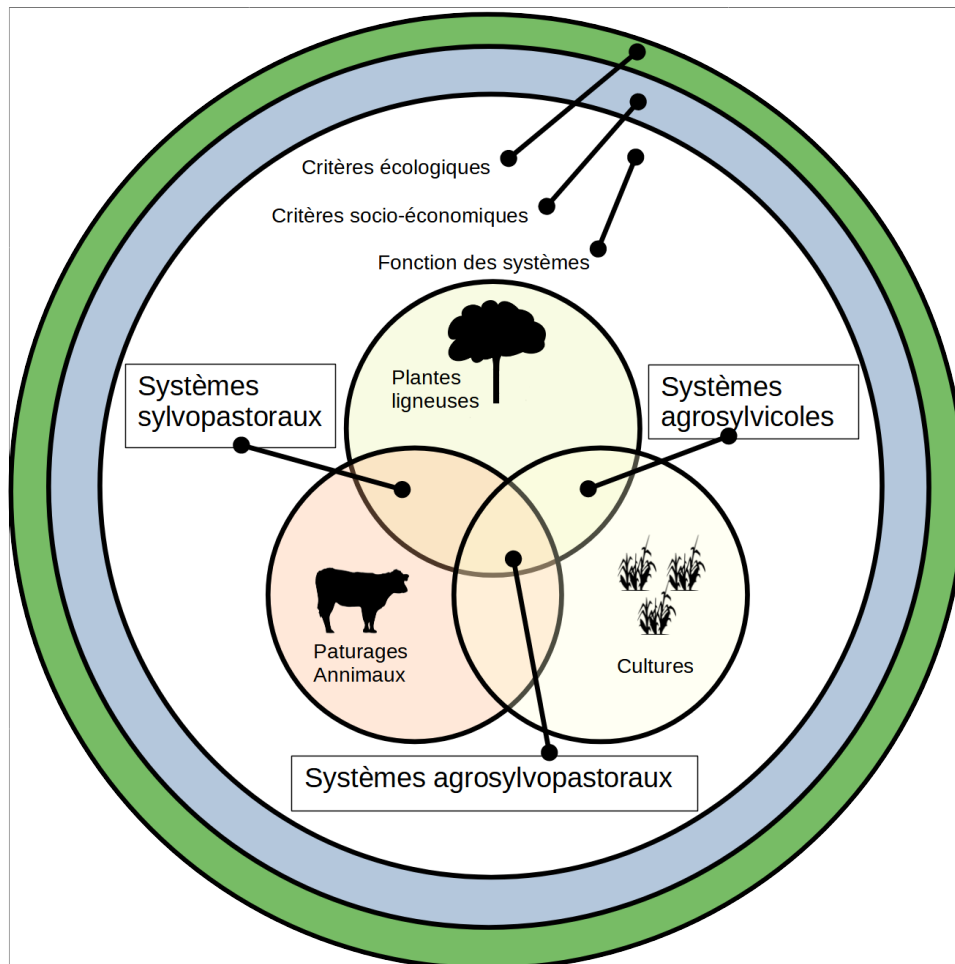 Critères écologiques
Critères socio-économiques
Fonction des systèmes
Plantes
ligneuses
Systèmes
sylvopastoraux
Systèmes
agrosylvicoles
Paturages
Annimaux
Cultures
Systèmes agrosylvopastoraux